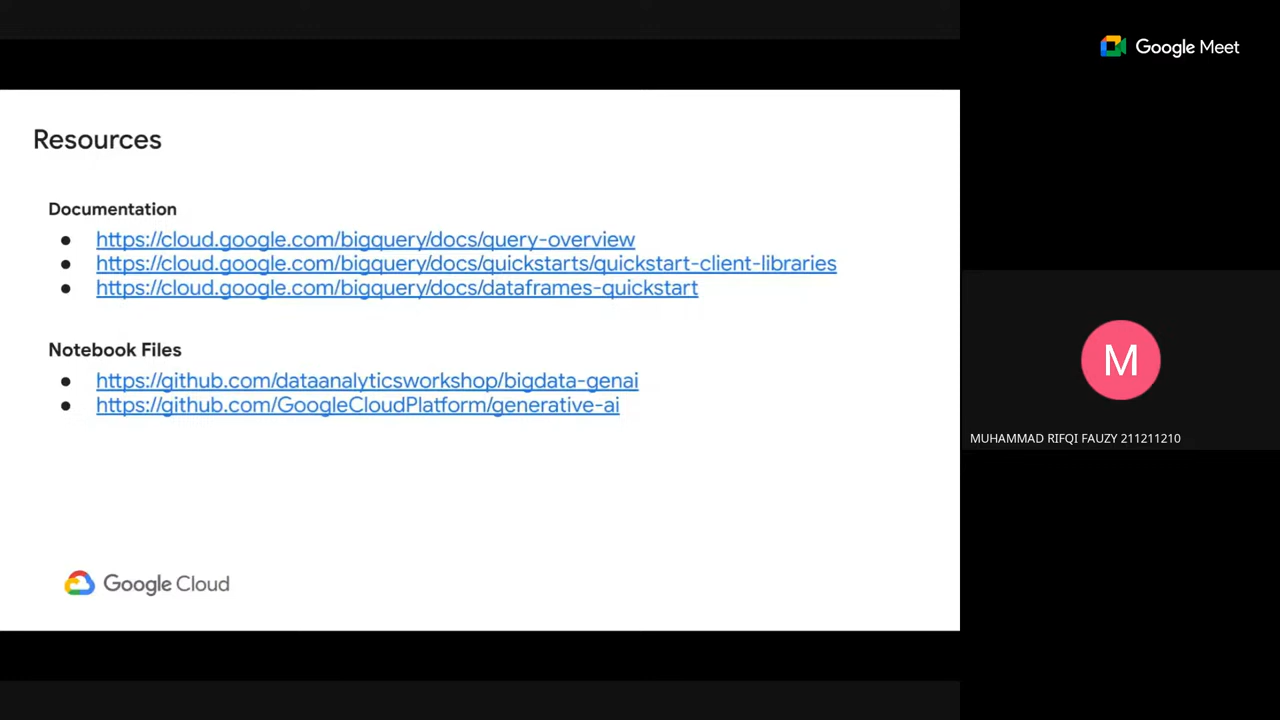 Google Meet
Resources
Documentation
● https://cloud.google.com/bigquery/docs/query-overview
● https://cloud.google.com/bigquery/docs/quickstarts/quickstart-client-libraries
● https://cloud.google.com/bigquery/docs/dataframes-quickstart
Notebook Files
● https://github.com/dataanalyticsworkshop/bigdata-genai
● https://github.com/GoogleCloudPlatform/generative-ai
Google Cloud
M
MUHAMMAD RIFQI FAUZY 211211210